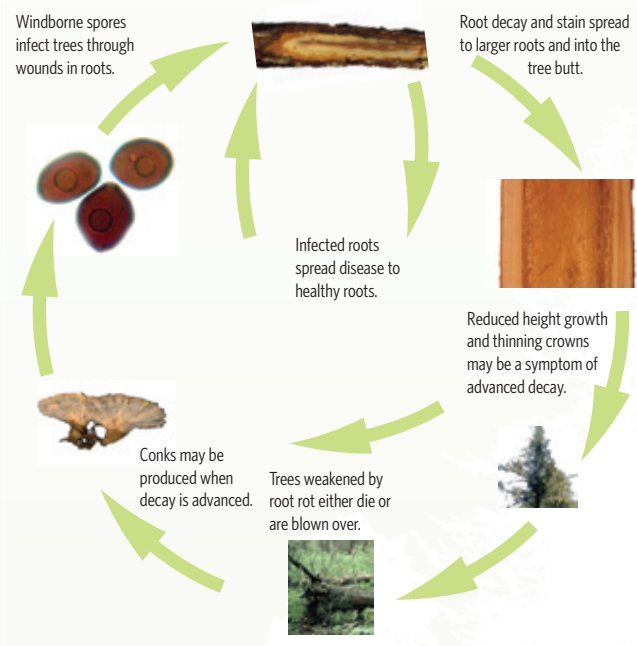 Windborne spores
infect trees through
wounds in roots.
Root decay and stain spread
to larger roots and into the
tree butt.
Infected roots
spread disease to
healthy roots.
Reduced height growth
and thinning crowns
may be a symptom of
advanced decay.
Conks may be
produced when
decay is advanced.
Trees weakened by
root rot either die or
are blown over.